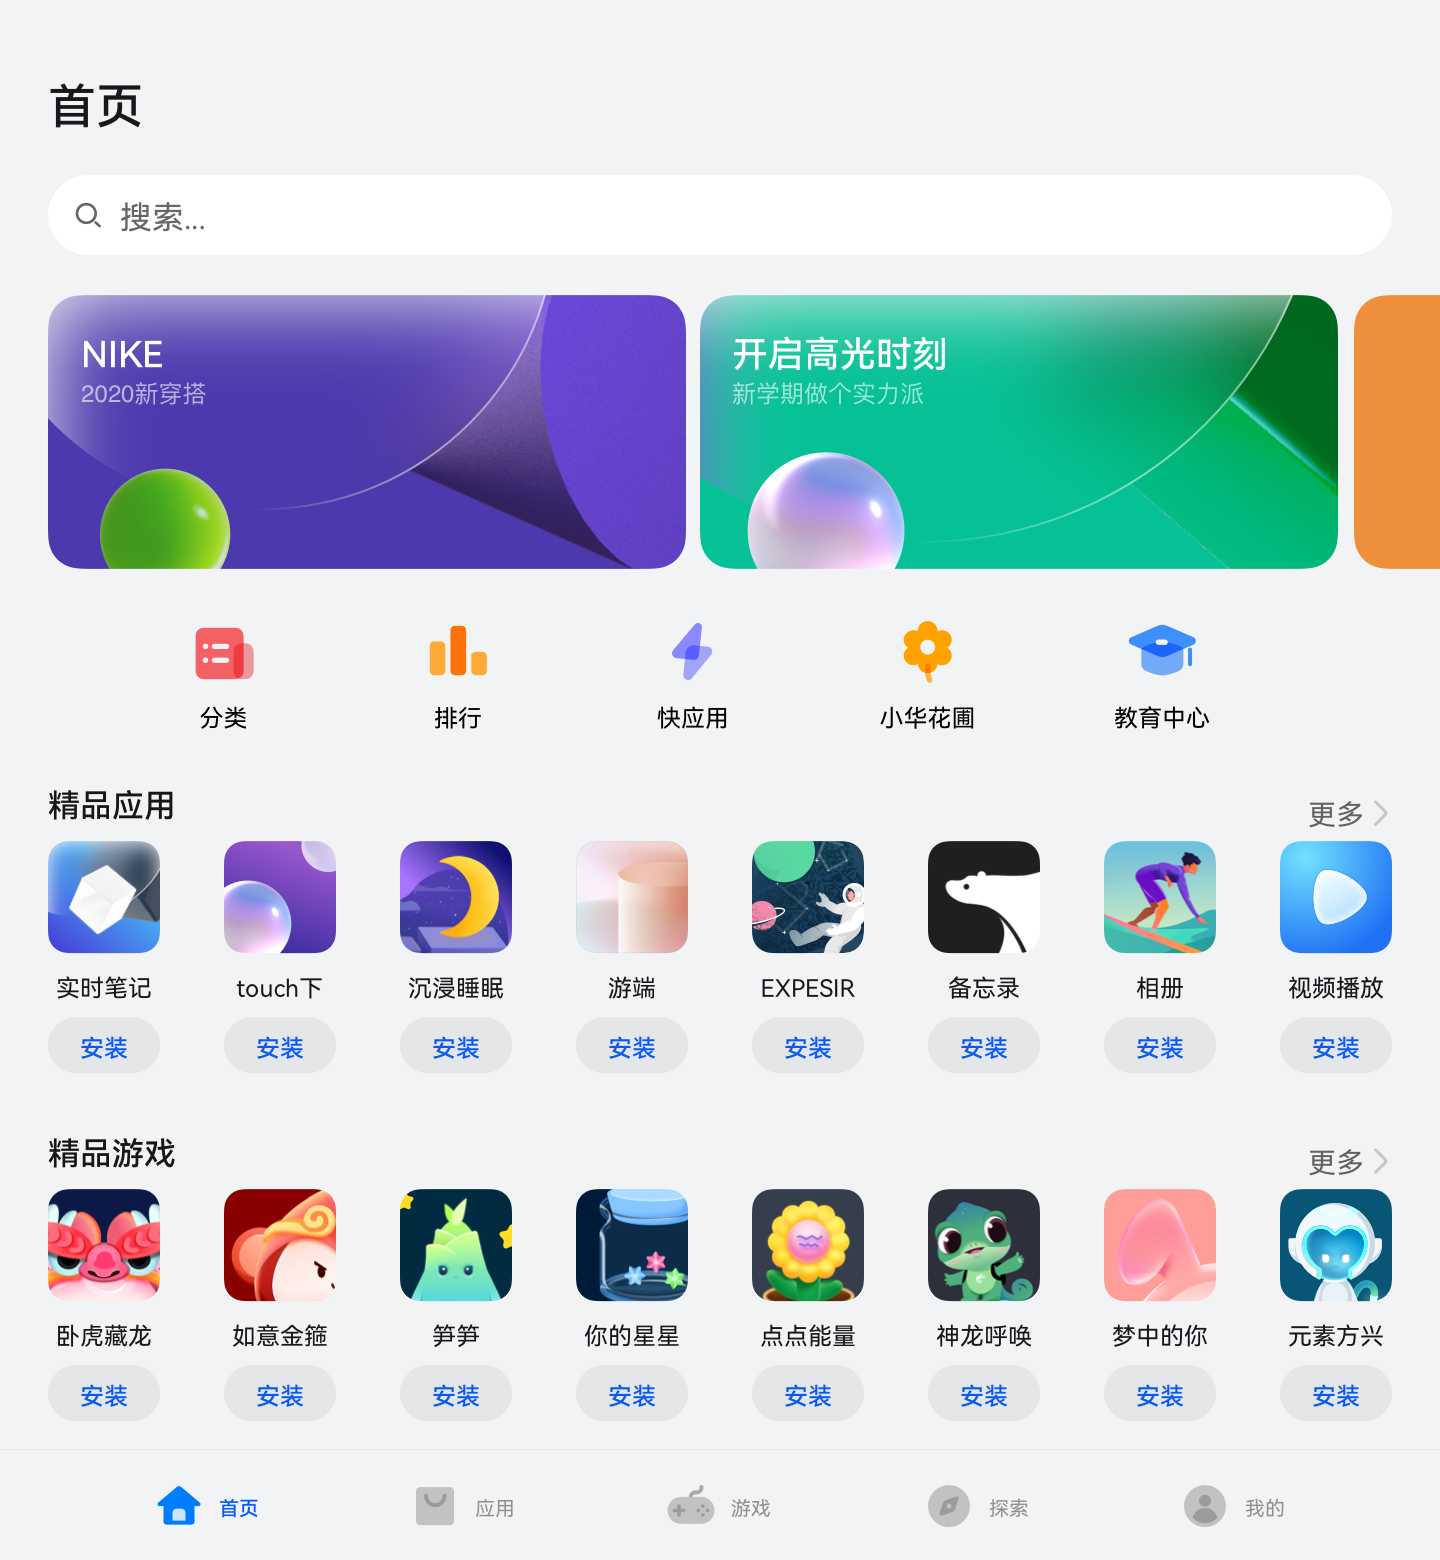 首页
搜索...
NIKE
2020新穿搭
开启高光时刻
新学期做个实力派
分类
排行
快应用
小华花圃
教育中心
精品应用
更多
实时笔记
touch下
沉浸睡眠
游端
EXPESIR
备忘录
相册
视频播放
安装
安装
安装
安装
安装
安装
安装
安装
精品游戏
更多
卧虎藏龙
如意金箍
笋笋
你的星星
点点能量
神龙呼唤
梦中的你
元素方兴
安装
安装
安装
安装
安装
安装
安装
安装
首页
应用
游戏
探索
我的